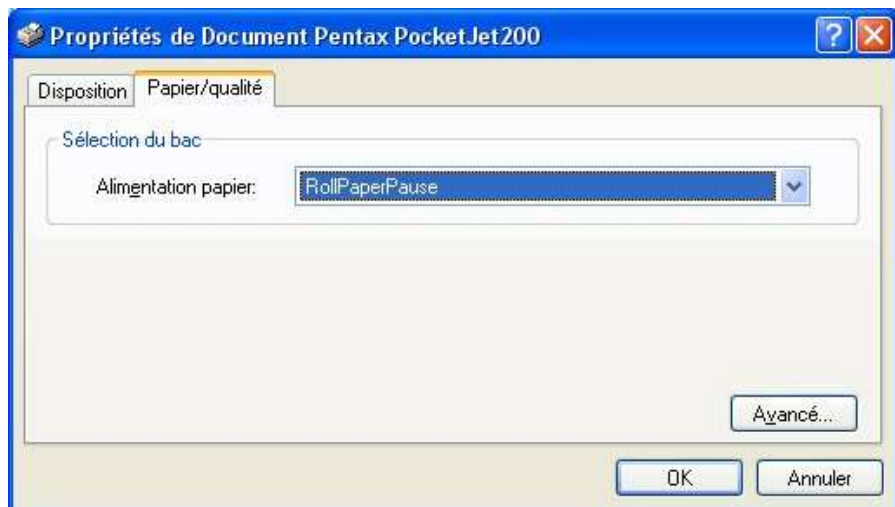 Propriétés de Document Pentax PocketJet200
?
Disposition Papier/qualité
Sélection du bac
Alimentation papier: RollPaperPause
Avancé...
OK Annuler